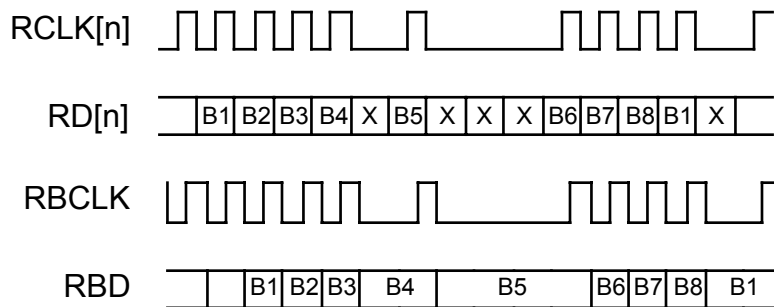 RCLK[n]
RD[n] B1 B2 B3 B4 X B5 X X X B6 B7 B8 B1 X
RBCLK
RBD B1 B2 B3 B4 B5 B6 B7 B8 B1